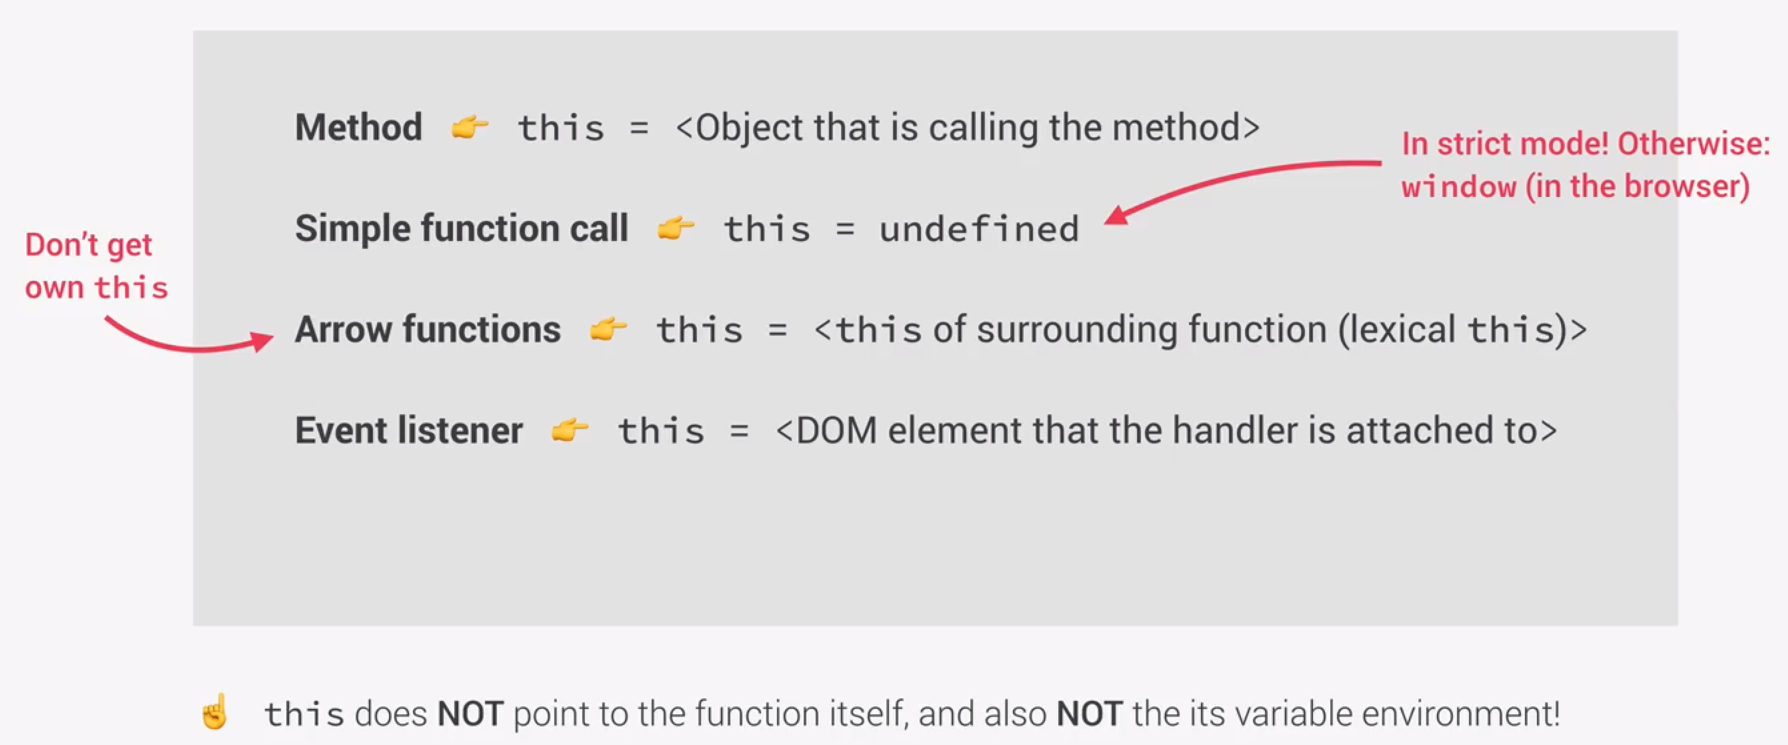 Method 👉 this = <Object that is calling the method>
In strict mode! Otherwise:
window (in the browser)
Simple function call 👉 this = undefined
Don’t get
own this
Arrow functions 👉 this = <this of surrounding function (lexical this)>
Event listener 👉 this = <DOM element that the handler is attached to>
☝️ this does NOT point to the function itself, and also NOT the its variable environment!